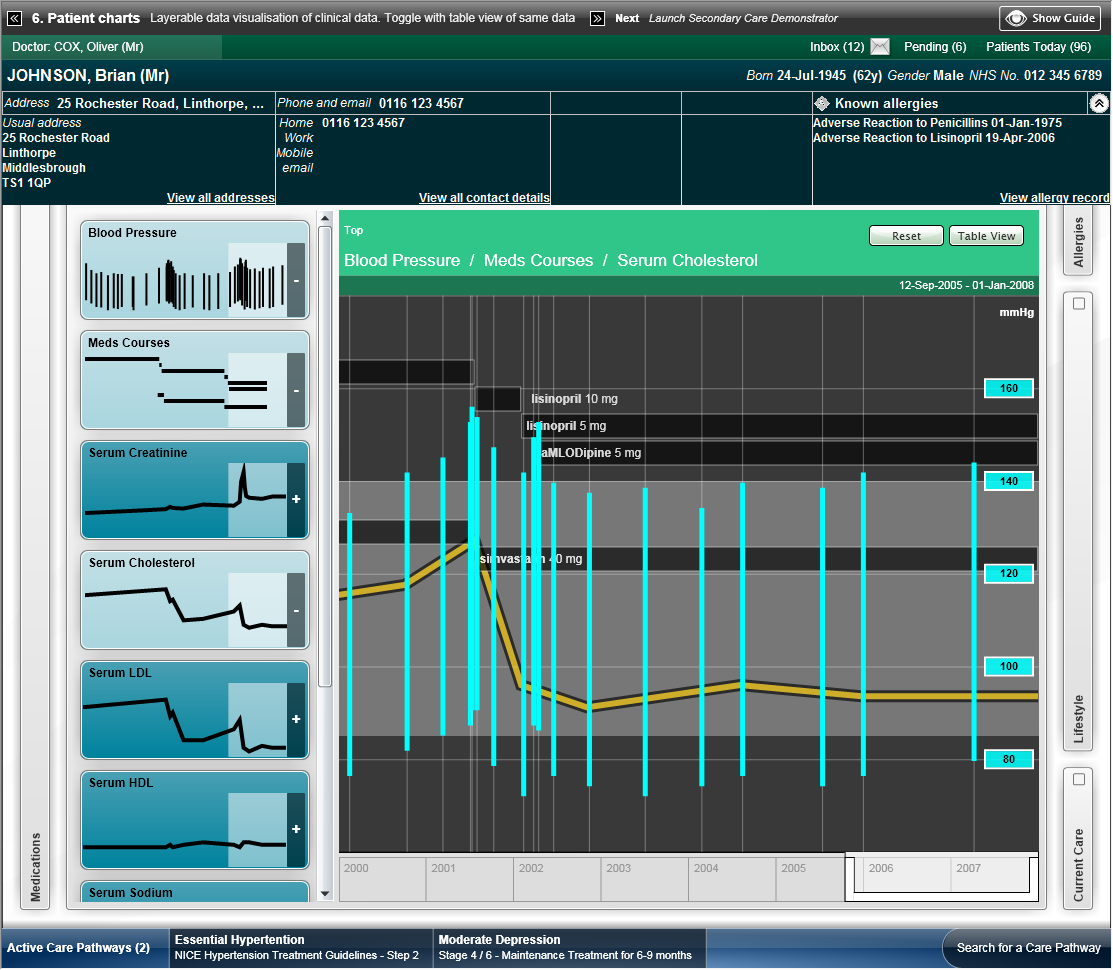 6. Patient charts Layerable data visualisation of clinical data. Toggle with table view of same data Next Launch Secondary Care Demonstrator Show Guide
Doctor: COX, Oliver (Mr) Inbox (12) Pending (6) Patients Today (96)
JOHNSON, Brian (Mr) Born 24-Jul-1945 (62y) Gender Male NHS No. 012 345 6789
Address 25 Rochester Road, Linthorpe, ... Phone and email 0116 123 4567 Known allergies
Usual address Home 0116 123 4567 Adverse Reaction to Penicillins 01-Jan-1975
25 Rochester Road Work Adverse Reaction to Lisinopril 19-Apr-2006
Linthorpe Mobile
Middlesbrough email
TS1 1QP
View all addresses View all contact details View allergy record
Medications
Blood Pressure
-
Meds Courses
-
Serum Creatinine
+
Serum Cholesterol
-
Serum LDL
+
Serum HDL
+
Serum Sodium
Top
Reset Table View
Blood Pressure / Meds Courses / Serum Cholesterol
12-Sep-2005 - 01-Jan-2008
mmHg
160
lisinopril 10 mg
lisinopril 5 mg
aMLODipine 5 mg
140
simvastatin 40 mg
120
100
80
2000 2001 2002 2003 2004 2005 2006 2007
Allergies
Lifestyle
Current Care
Active Care Pathways (2)
Essential Hypertention
NICE Hypertension Treatment Guidelines - Step 2
Moderate Depression
Stage 4 / 6 - Maintenance Treatment for 6-9 months
Search for a Care Pathway